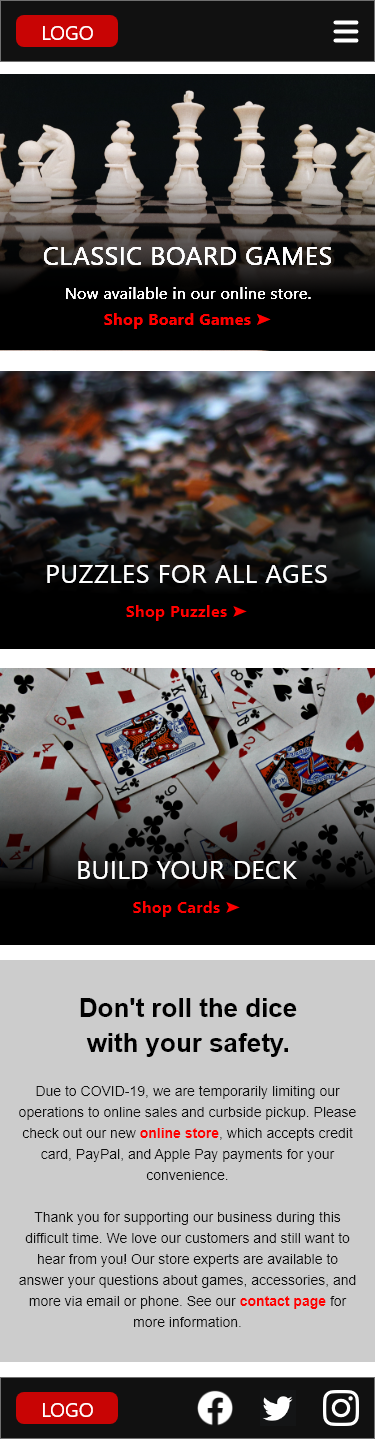 LOGO
CLASSIC BOARD GAMES
Now available in our online store.
Shop Board Games ➤
PUZZLES FOR ALL AGES
Shop Puzzles ➤
BUILD YOUR DECK
Shop Cards ➤
Don't roll the dice
with your safety.
Due to COVID-19, we are temporarily limiting our
operations to online sales and curbside pickup. Please
check out our new online store, which accepts credit
card, PayPal, and Apple Pay payments for your
convenience.
Thank you for supporting our business during this
difficult time. We love our customers and still want to
hear from you! Our store experts are available to
answer your questions about games, accessories, and
more via email or phone. See our contact page for
more information.
LOGO